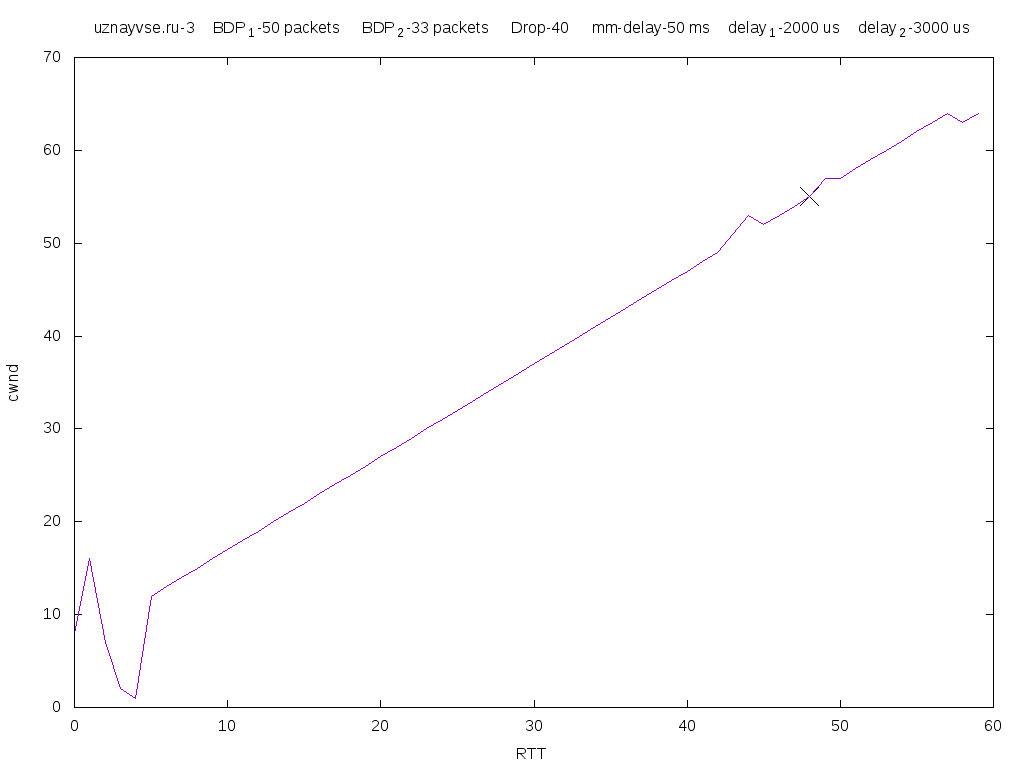 uznayvse.ru-3 BDP1-50 packets BDP2-33 packets Drop-40 mm-delay-50 ms delay1-2000 us delay2-3000 us
70
60
50
40
30
20
10
0
cwnd
0 10 20 30 40 50 60
RTT